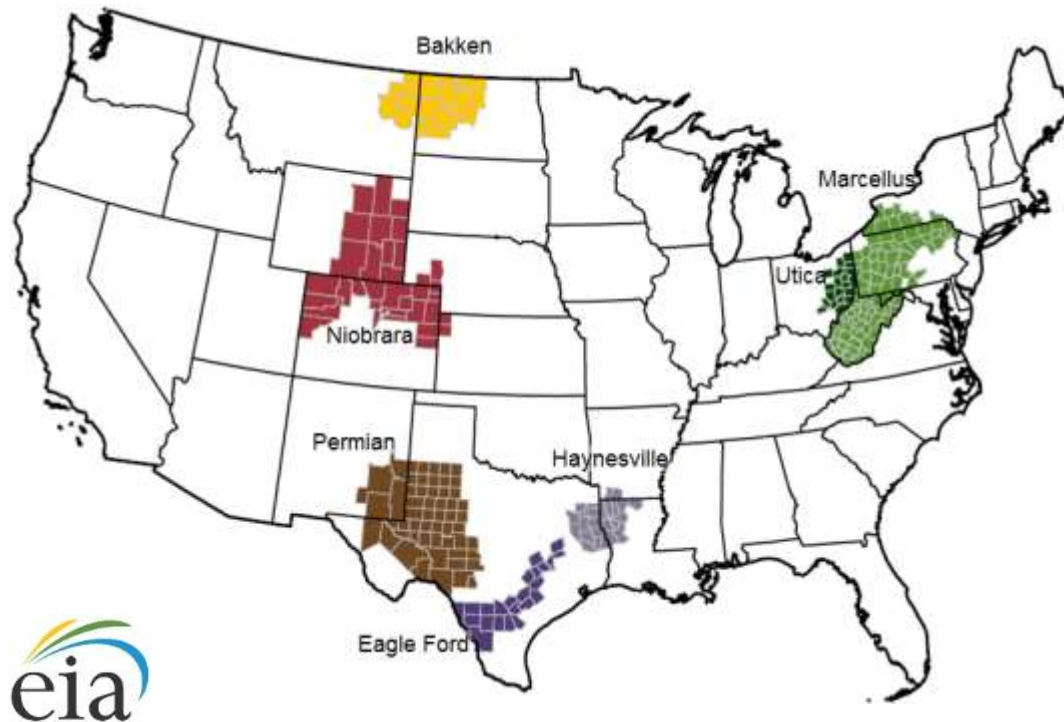 Bakken
Marcellus
Utica
Niobrara
Permian
Haynesville
Eagle Ford
eia